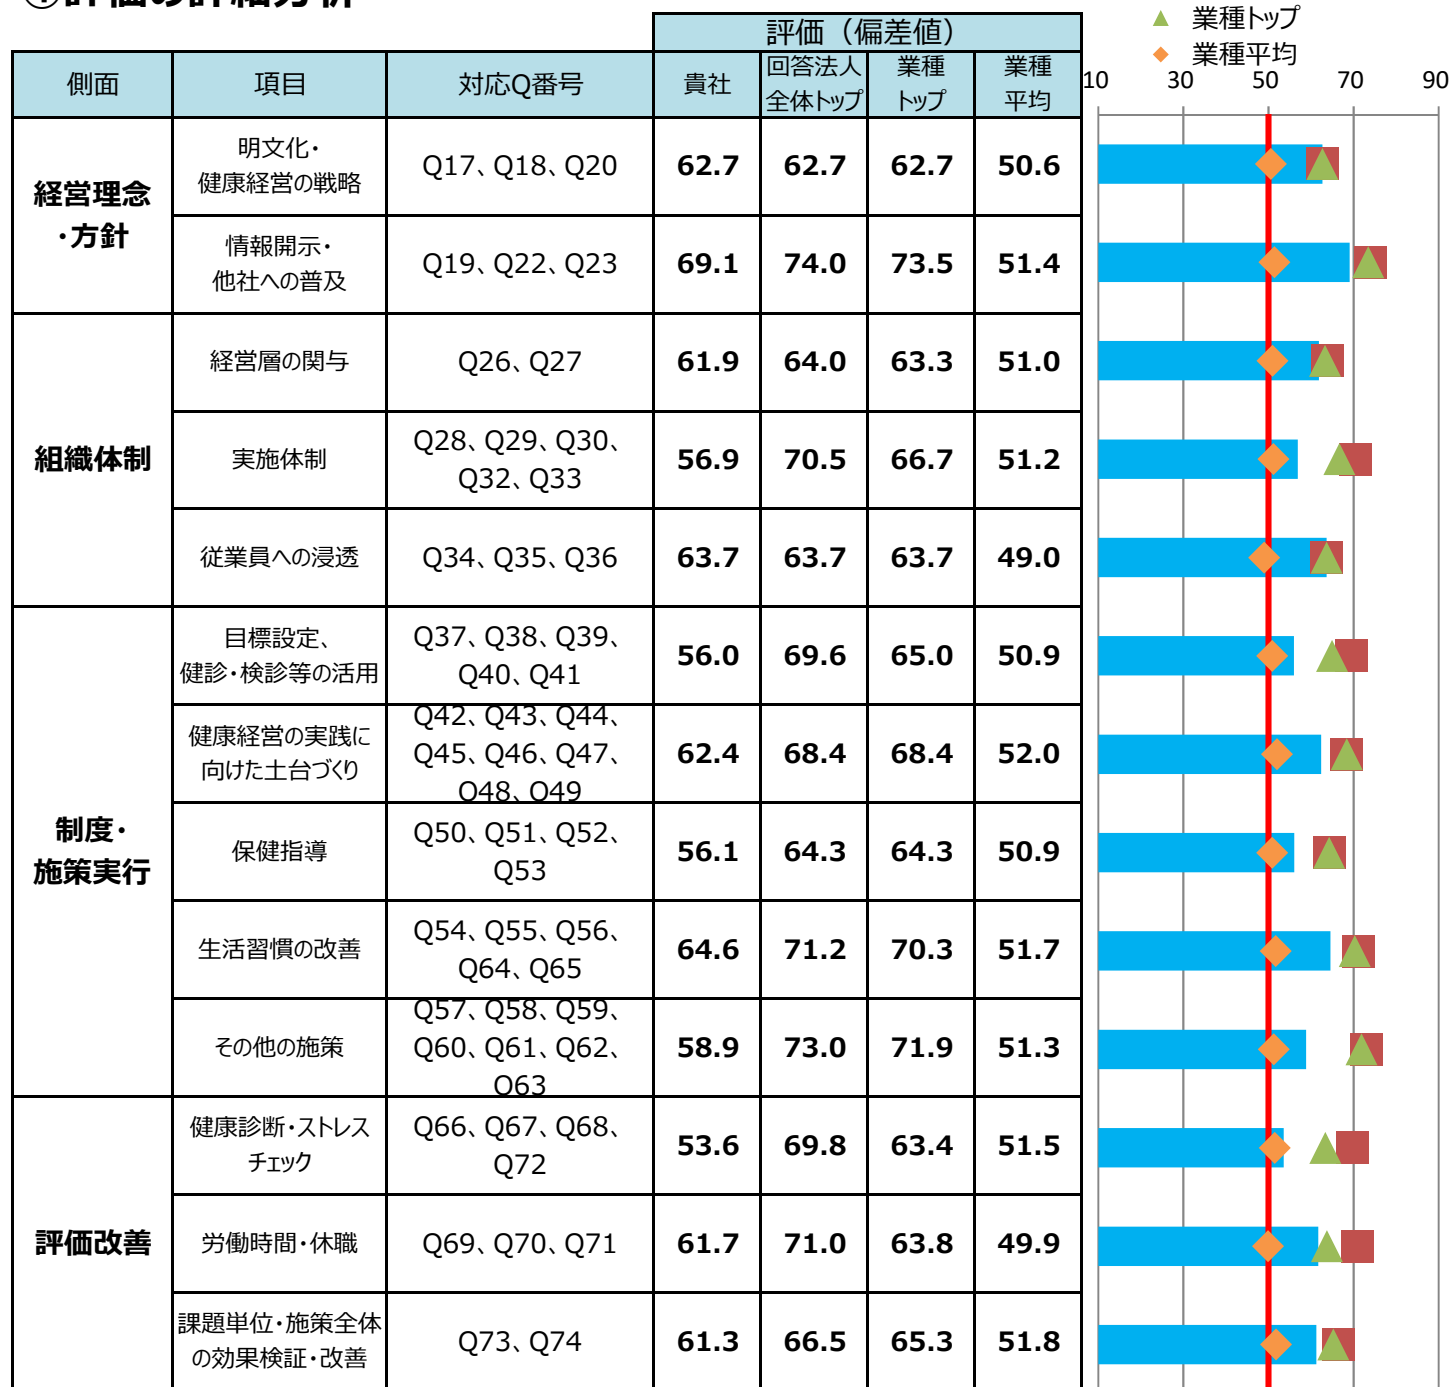 ①評価の詳細分析
▲ 業種トップ
◆ 業種平均
評価（偏差値）
側面 項目 対応Q番号 貴社 回答法人 業種 業種
全体トップ トップ 平均
10 30 50 70 90
経営理念
・方針
明文化・
健康経営の戦略
Q17、Q18、Q20 62.7 62.7 62.7 50.6
情報開示・
他社への普及
Q19、Q22、Q23 69.1 74.0 73.5 51.4
組織体制
経営層の関与 Q26、Q27 61.9 64.0 63.3 51.0
実施体制
Q28、Q29、Q30、
Q32、Q33
56.9 70.5 66.7 51.2
従業員への浸透 Q34、Q35、Q36 63.7 63.7 63.7 49.0
制度・
施策実行
目標設定、
健診・検診等の活用
Q37、Q38、Q39、
Q40、Q41
56.0 69.6 65.0 50.9
健康経営の実践に
向けた土台づくり
Q42、Q43、Q44、
Q45、Q46、Q47、
Q48、Q49
62.4 68.4 68.4 52.0
保健指導
Q50、Q51、Q52、
Q53
56.1 64.3 64.3 50.9
生活習慣の改善
Q54、Q55、Q56、
Q64、Q65
64.6 71.2 70.3 51.7
その他の施策
Q57、Q58、Q59、
Q60、Q61、Q62、
Q63
58.9 73.0 71.9 51.3
評価改善
健康診断・ストレス
チェック
Q66、Q67、Q68、
Q72
53.6 69.8 63.4 51.5
労働時間・休職 Q69、Q70、Q71 61.7 71.0 63.8 49.9
課題単位・施策全体
の効果検証・改善
Q73、Q74 61.3 66.5 65.3 51.8